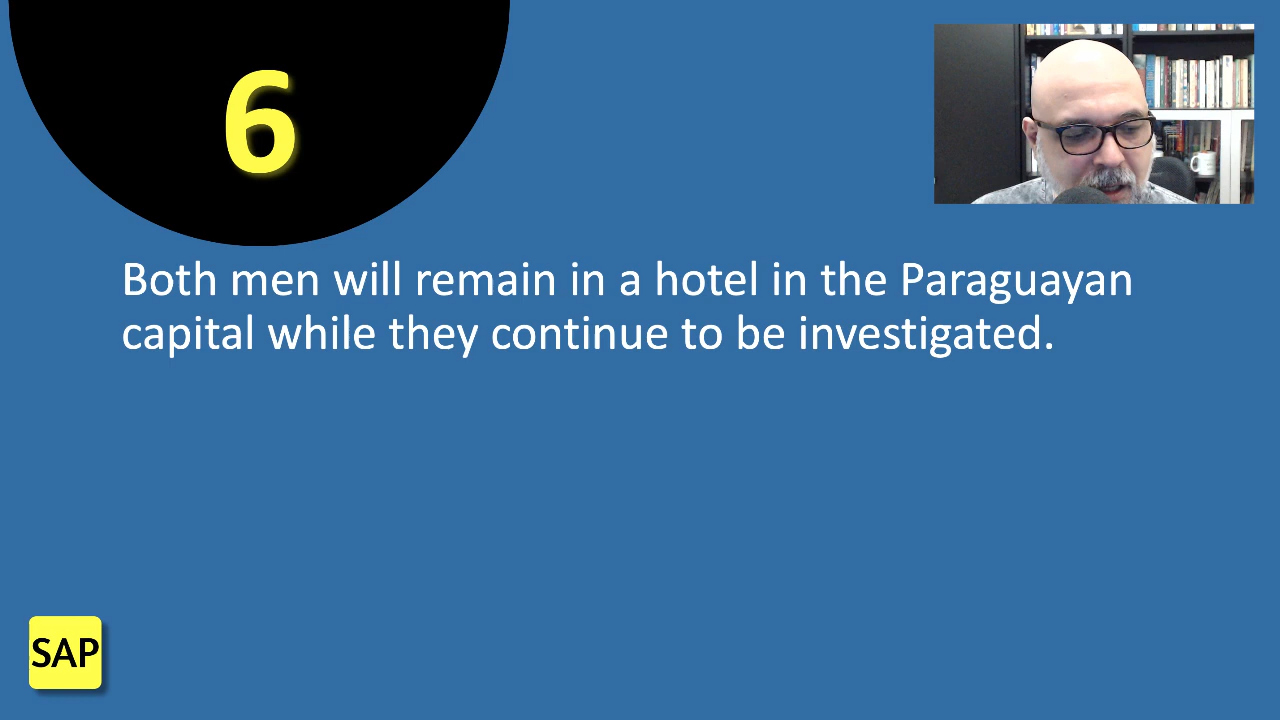 6
Both men will remain in a hotel in the Paraguayan
capital while they continue to be investigated.
SAP